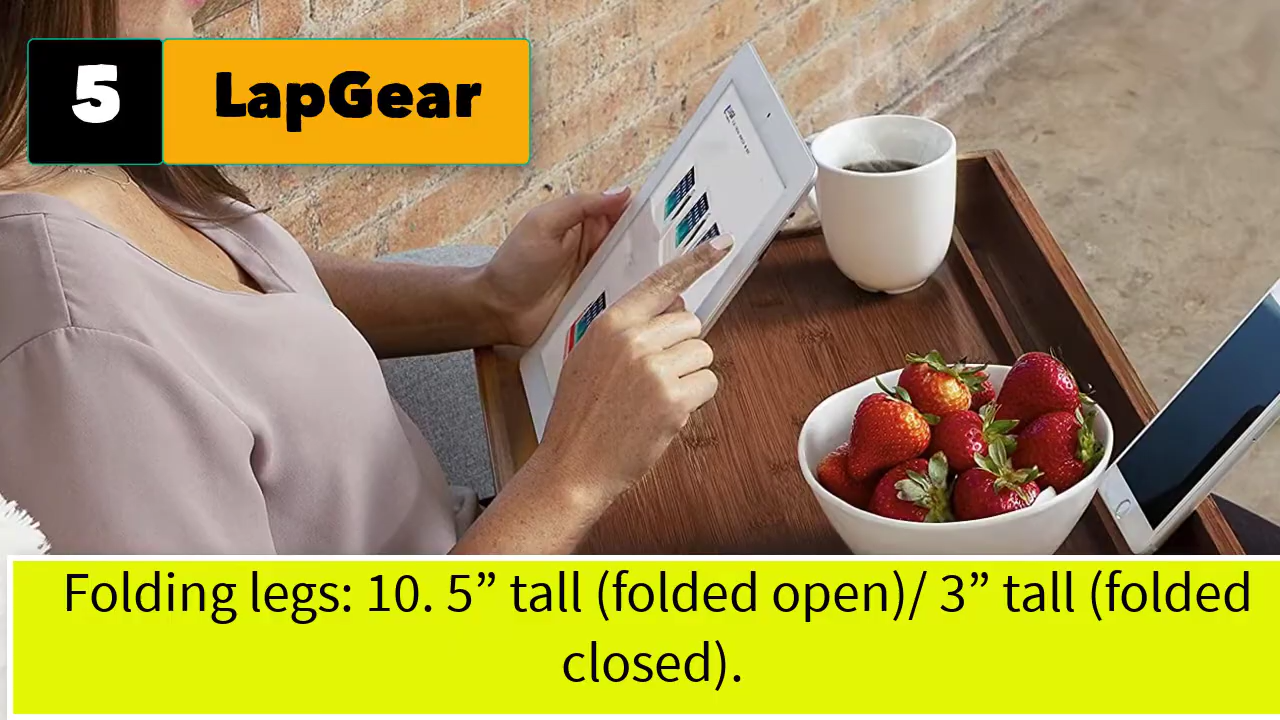 5 LapGear
Folding legs: 10. 5” tall (folded open)/ 3” tall (folded
closed).